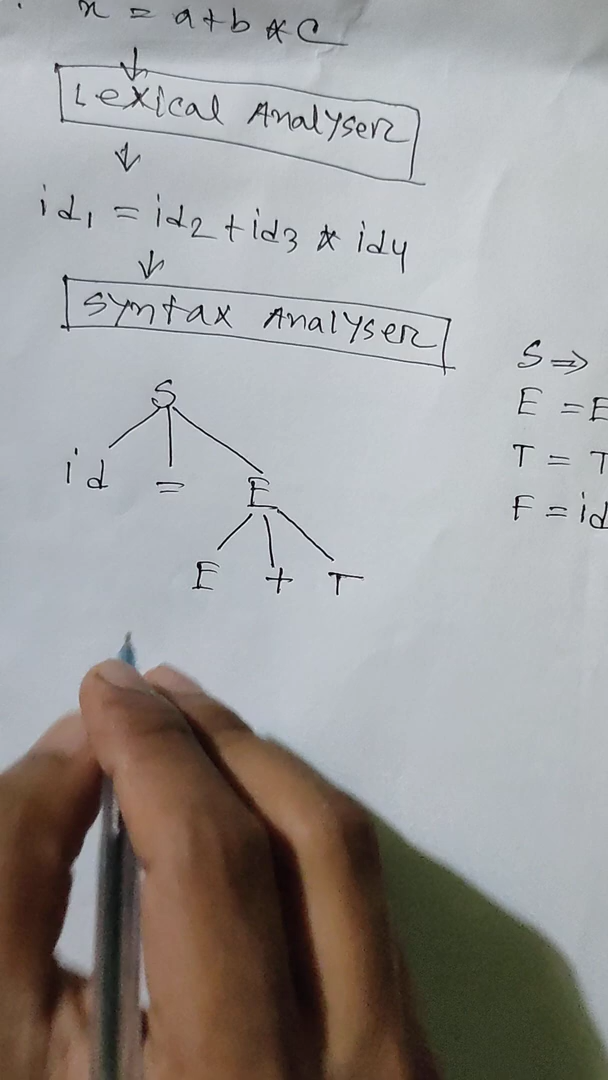 x = a+b*c
Lexical Analyser
id1 = id2 + id3 * id4
Syntax Analyser
S
id = E
E + T
S ⇒
E = E
T = T
F = id